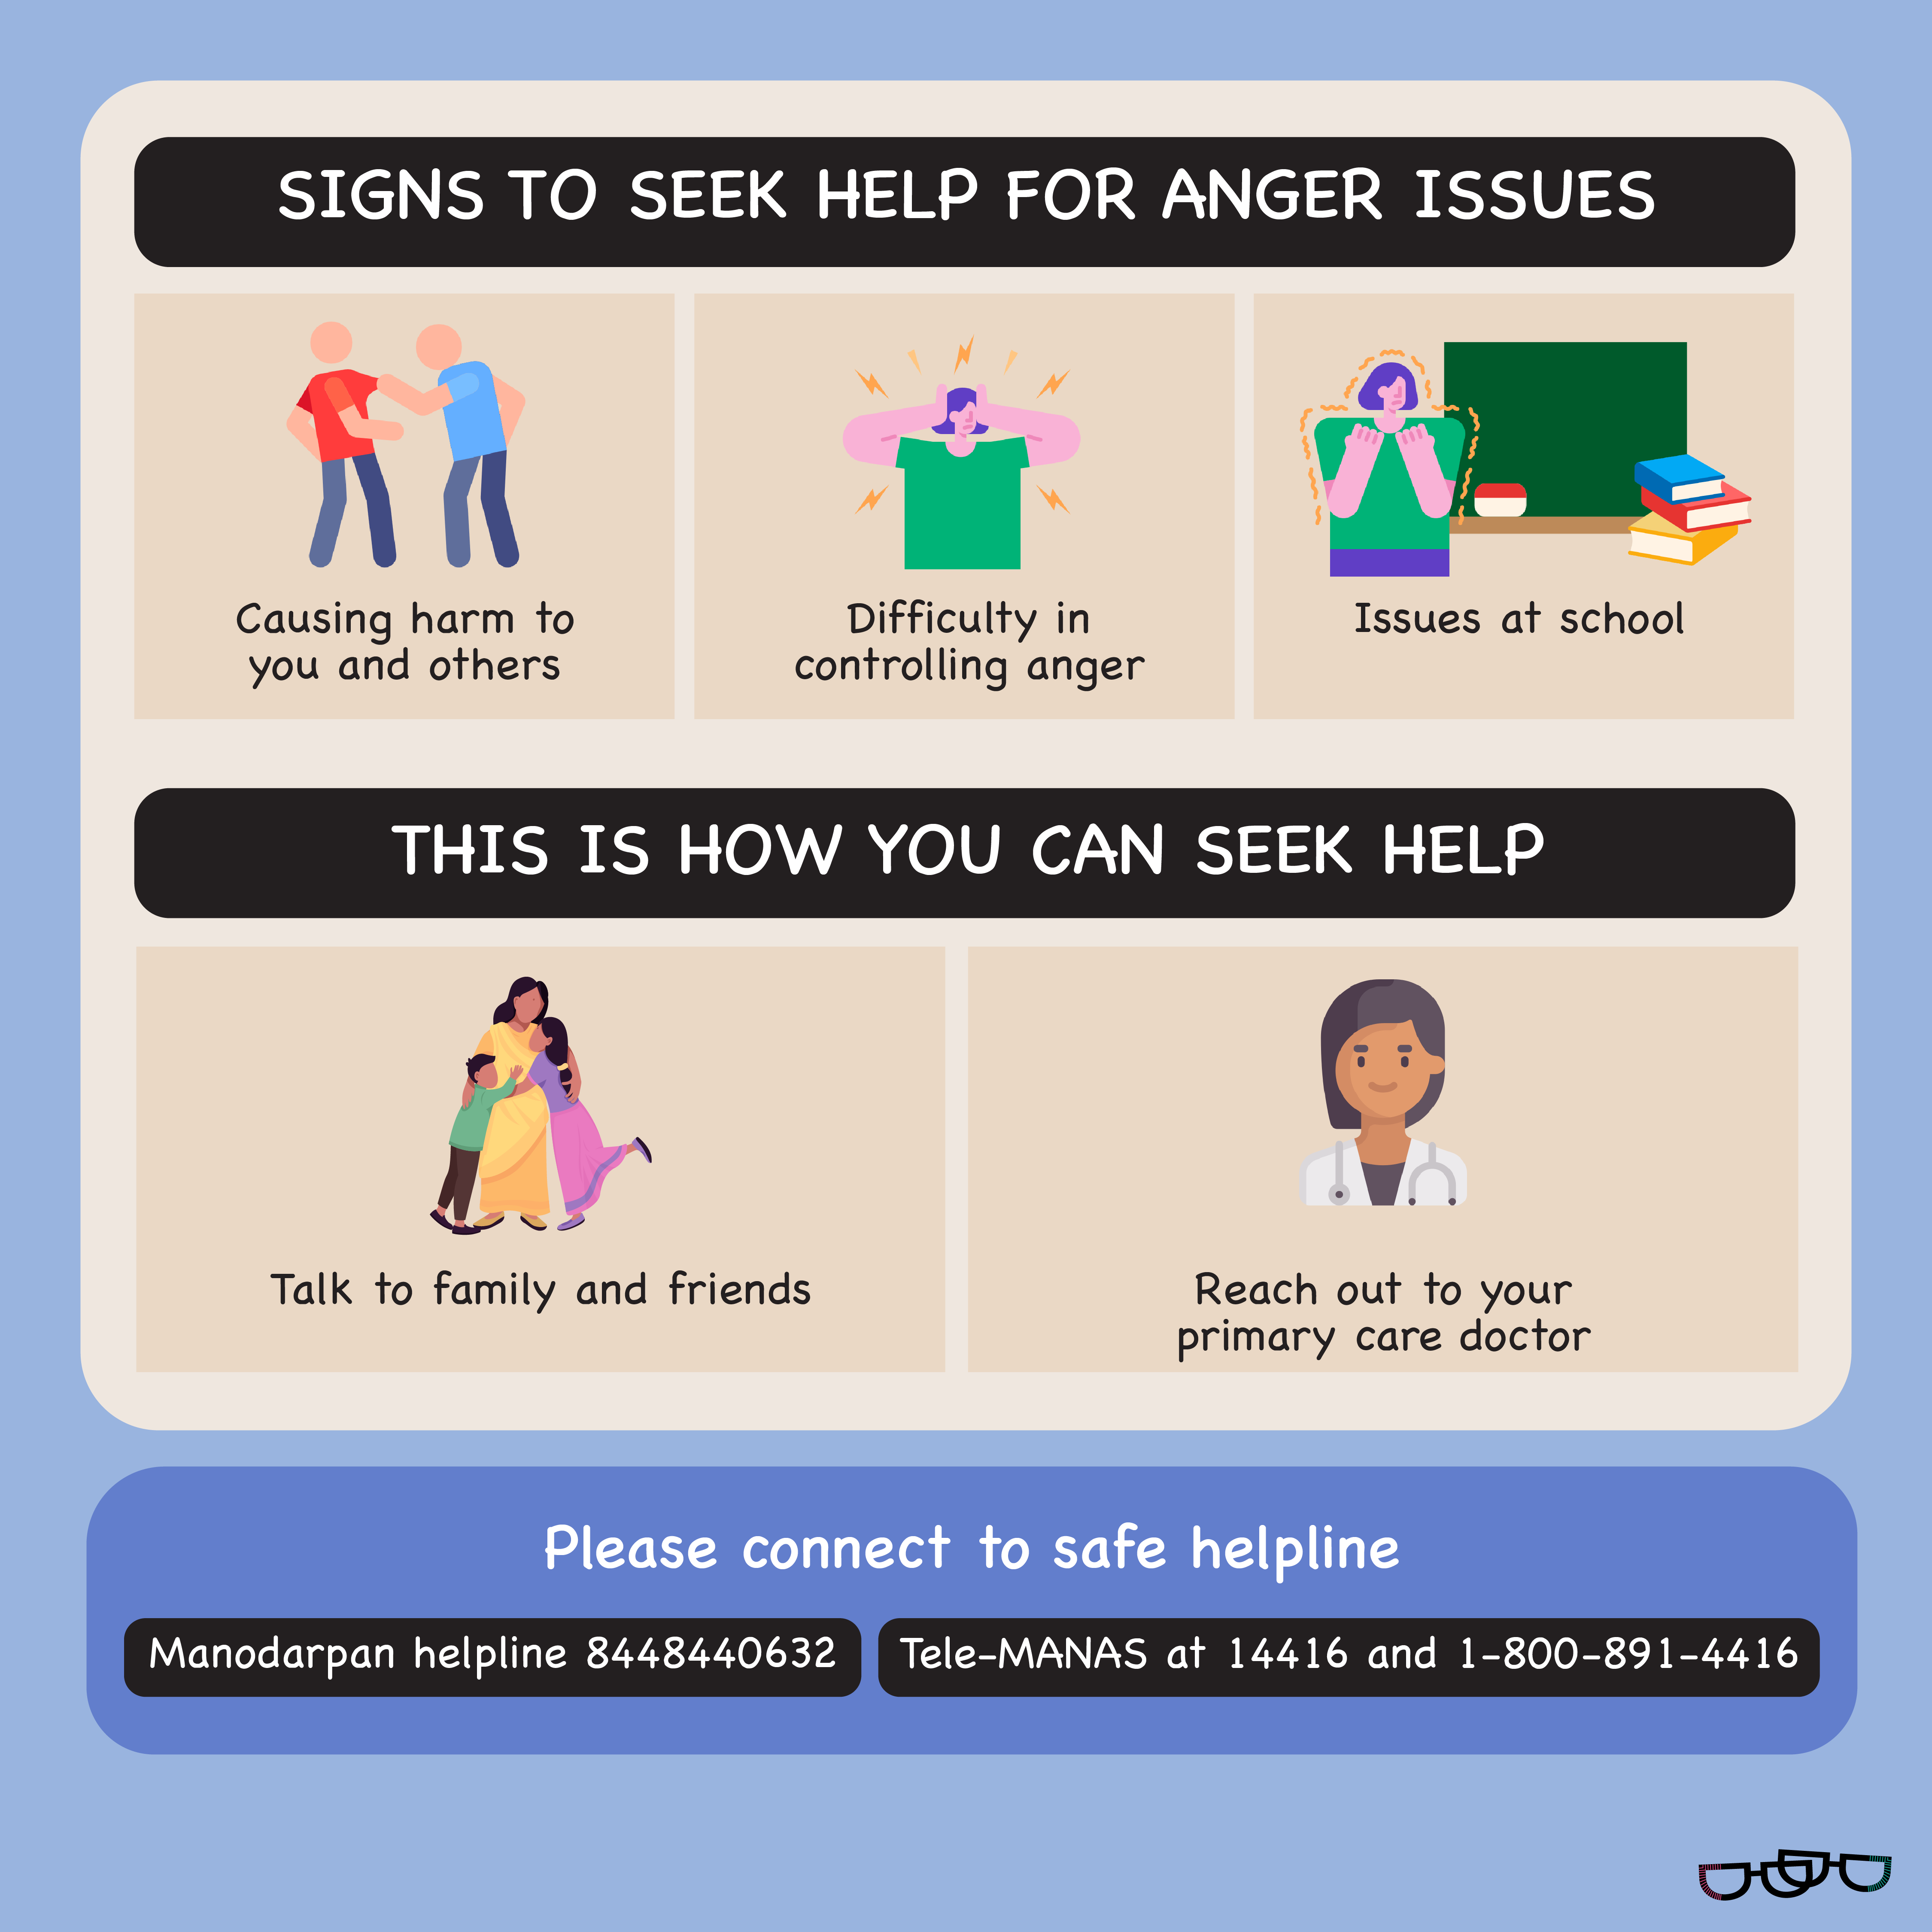 SIGNS TO SEEK HELP FOR ANGER ISSUES
Causing harm to
you and others
Difficulty in
controlling anger
Issues at school
THIS IS HOW YOU CAN SEEK HELP
Talk to family and friends
Reach out to your
primary care doctor
Please connect to safe helpline
Manodarpan helpline 8448440632
Tele-MANAS at 14416 and 1-800-891-4416